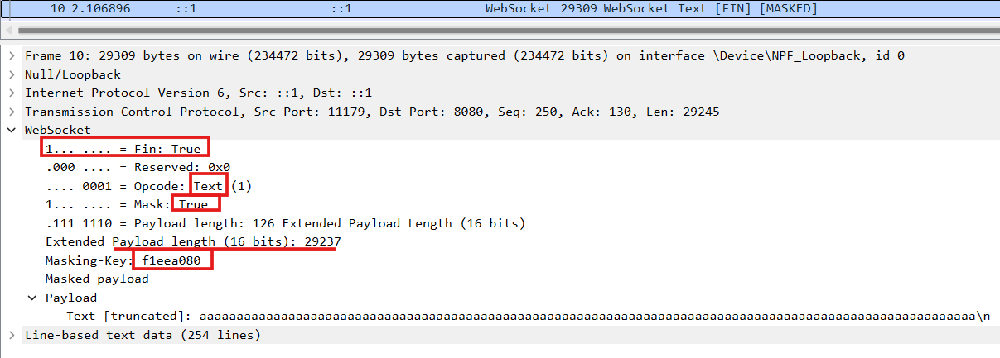 10 2.106896 ::1 ::1 WebSocket 29309 WebSocket Text [FIN] [MASKED]
Frame 10: 29309 bytes on wire (234472 bits), 29309 bytes captured (234472 bits) on interface \Device\NPF_Loopback, id 0
Null/Loopback
Internet Protocol Version 6, Src: ::1, Dst: ::1
Transmission Control Protocol, Src Port: 11179, Dst Port: 8080, Seq: 250, Ack: 130, Len: 29245
WebSocket
1... .... = Fin: True
.000 .... = Reserved: 0x0
.... 0001 = Opcode: Text (1)
1... .... = Mask: True
.111 1110 = Payload length: 126 Extended Payload Length (16 bits)
Extended Payload length (16 bits): 29237
Masking-Key: f1eea080
Masked payload
Payload
Text [truncated]: aaaaaaaaaaaaaaaaaaaaaaaaaaaaaaaaaaaaaaaaaaaaaaaaaaaaaaaaaaaaaaaaaaaaaaaaaaaaaaaaaaaaaaaaaaaaaaaaaaaaaaaaa\n
Line-based text data (254 lines)